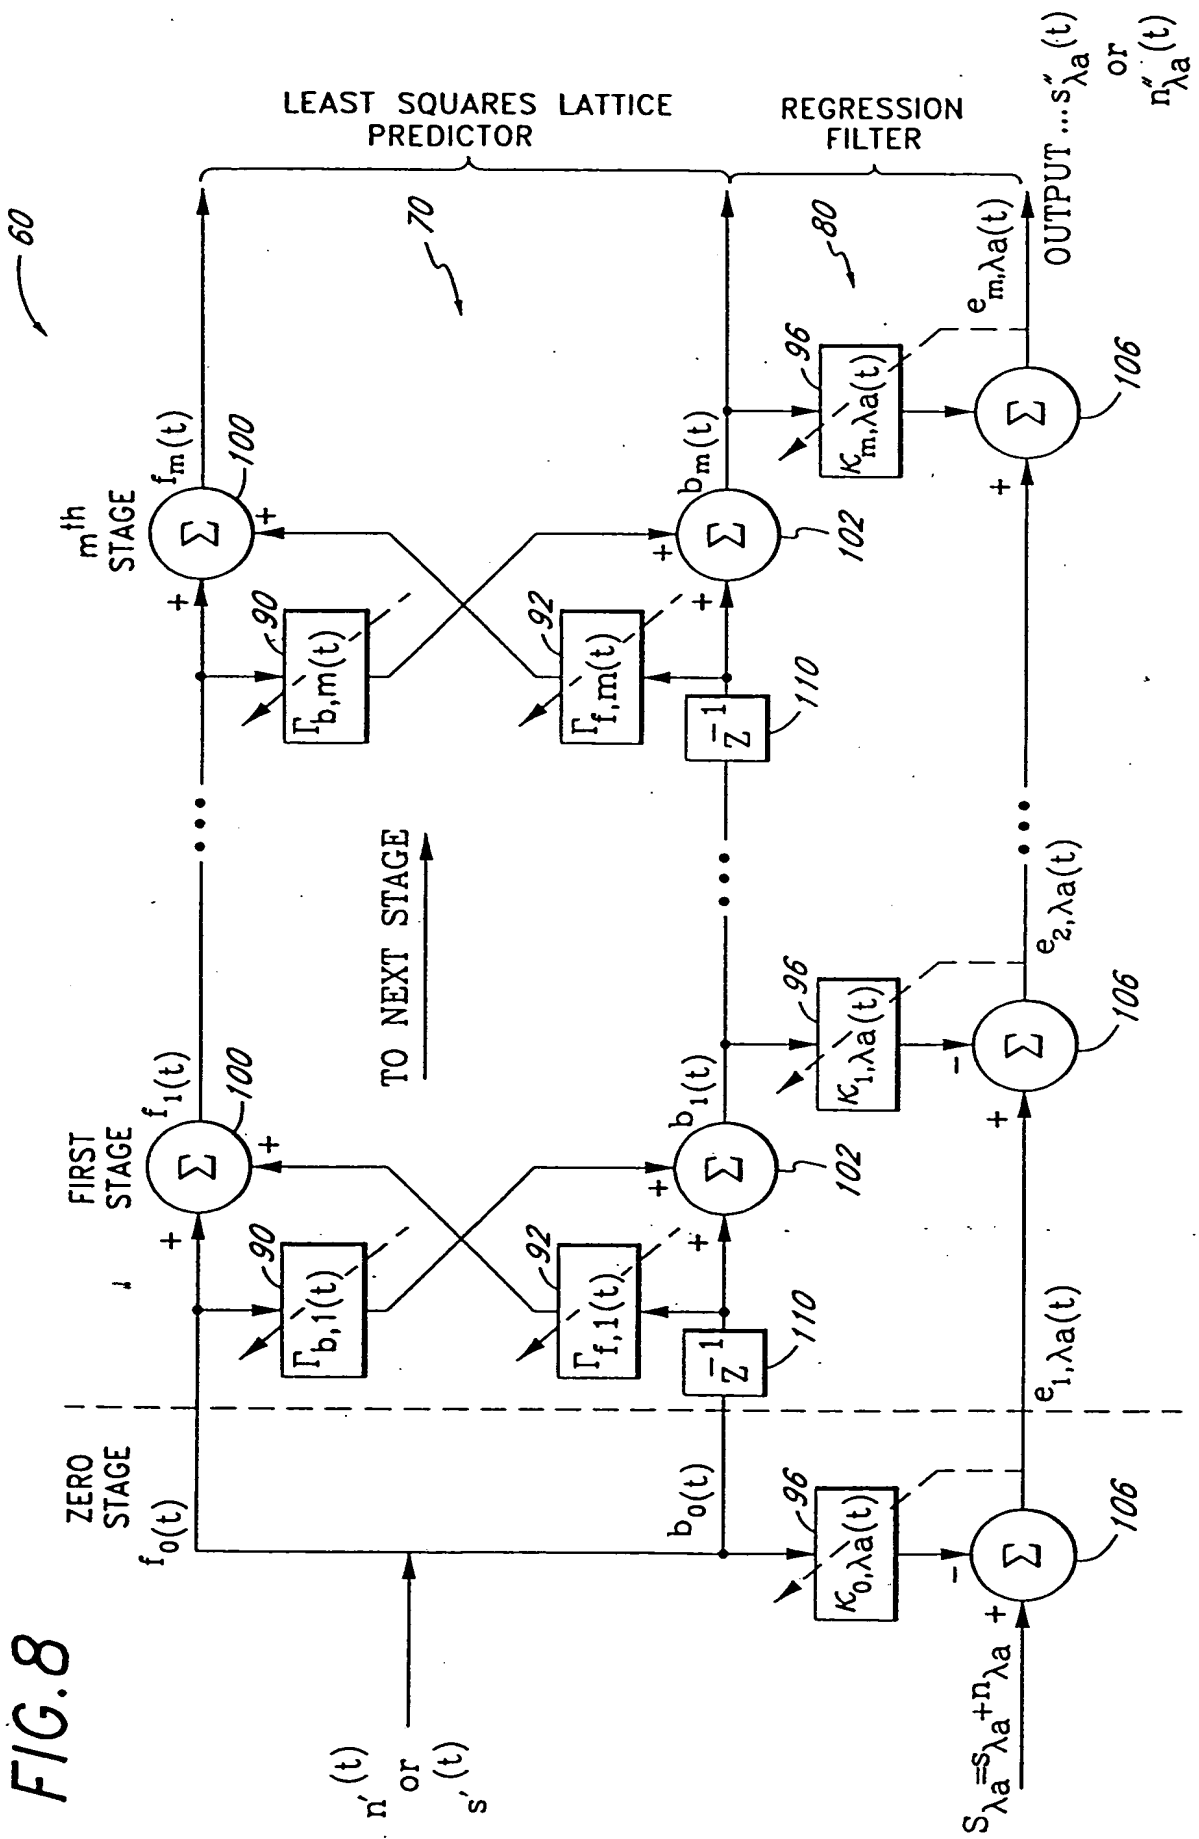 FIG. 8
60
ZERO
STAGE
FIRST
STAGE
mth
STAGE
f0(t)
f1(t)
fm(t)
100
100
+
+
+
+
90
90
Γb,1(t)
Γb,m(t)
LEAST SQUARES LATTICE
PREDICTOR
70
TO NEXT STAGE
n′(t)
or
s′(t)
92
92
Γf,1(t)
Γf,m(t)
b0(t)
b1(t)
bm(t)
+
+
+
+
Z−1
Z−1
110
110
102
102
Σ
Σ
Σ
Σ
REGRESSION
FILTER
80
96
96
96
κ0,λa(t)
κ1,λa(t)
κm,λa(t)
−
−
Sλa=sλa+nλa
+
+
+
Σ
Σ
Σ
106
106
106
e1,λa(t)
e2,λa(t)
em,λa(t)
OUTPUT...s″λa(t)
or
n″λa(t)